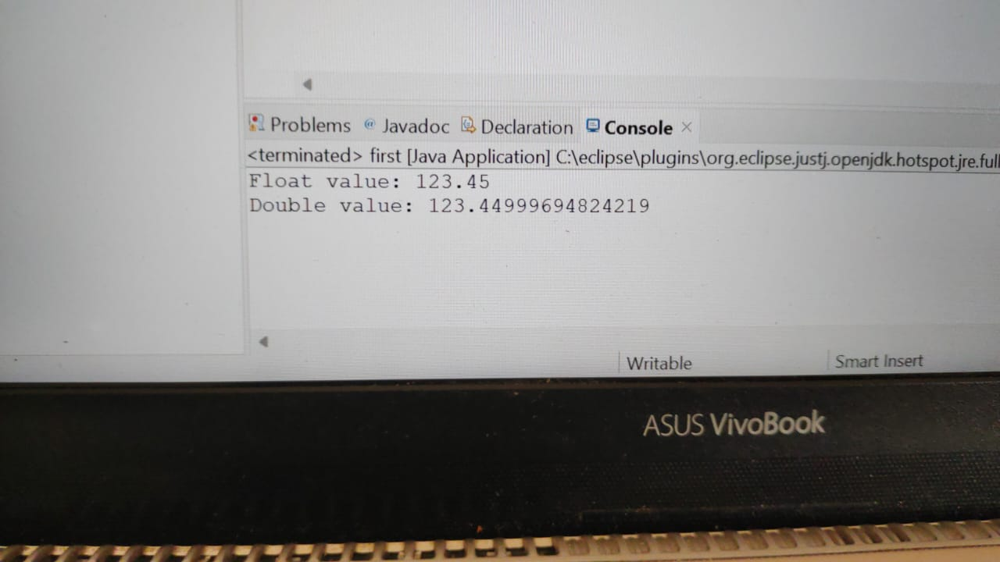 Problems @ Javadoc Declaration Console
<terminated> first [Java Application] C:\eclipse\plugins\org.eclipse.justj.openjdk.hotspot.jre.full
Float value: 123.45
Double value: 123.44999694824219
Writable Smart Insert
ASUS VivoBook